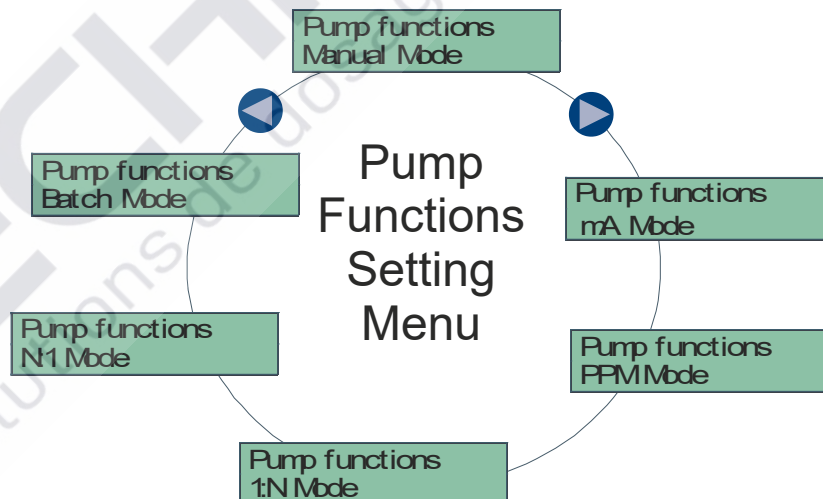 Pump functions
Manual Mode
Pump functions
Batch Mode
Pump
Functions
Setting
Menu
Pump functions
mA Mode
Pump functions
N:1 Mode
Pump functions
PPM Mode
Pump functions
1:N Mode